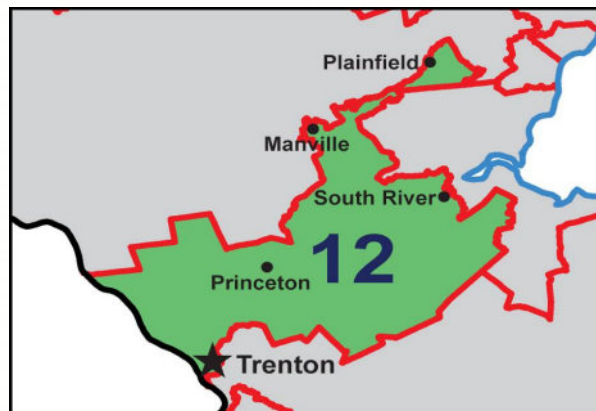 Plainfield
Manville
South River
12
Princeton
Trenton